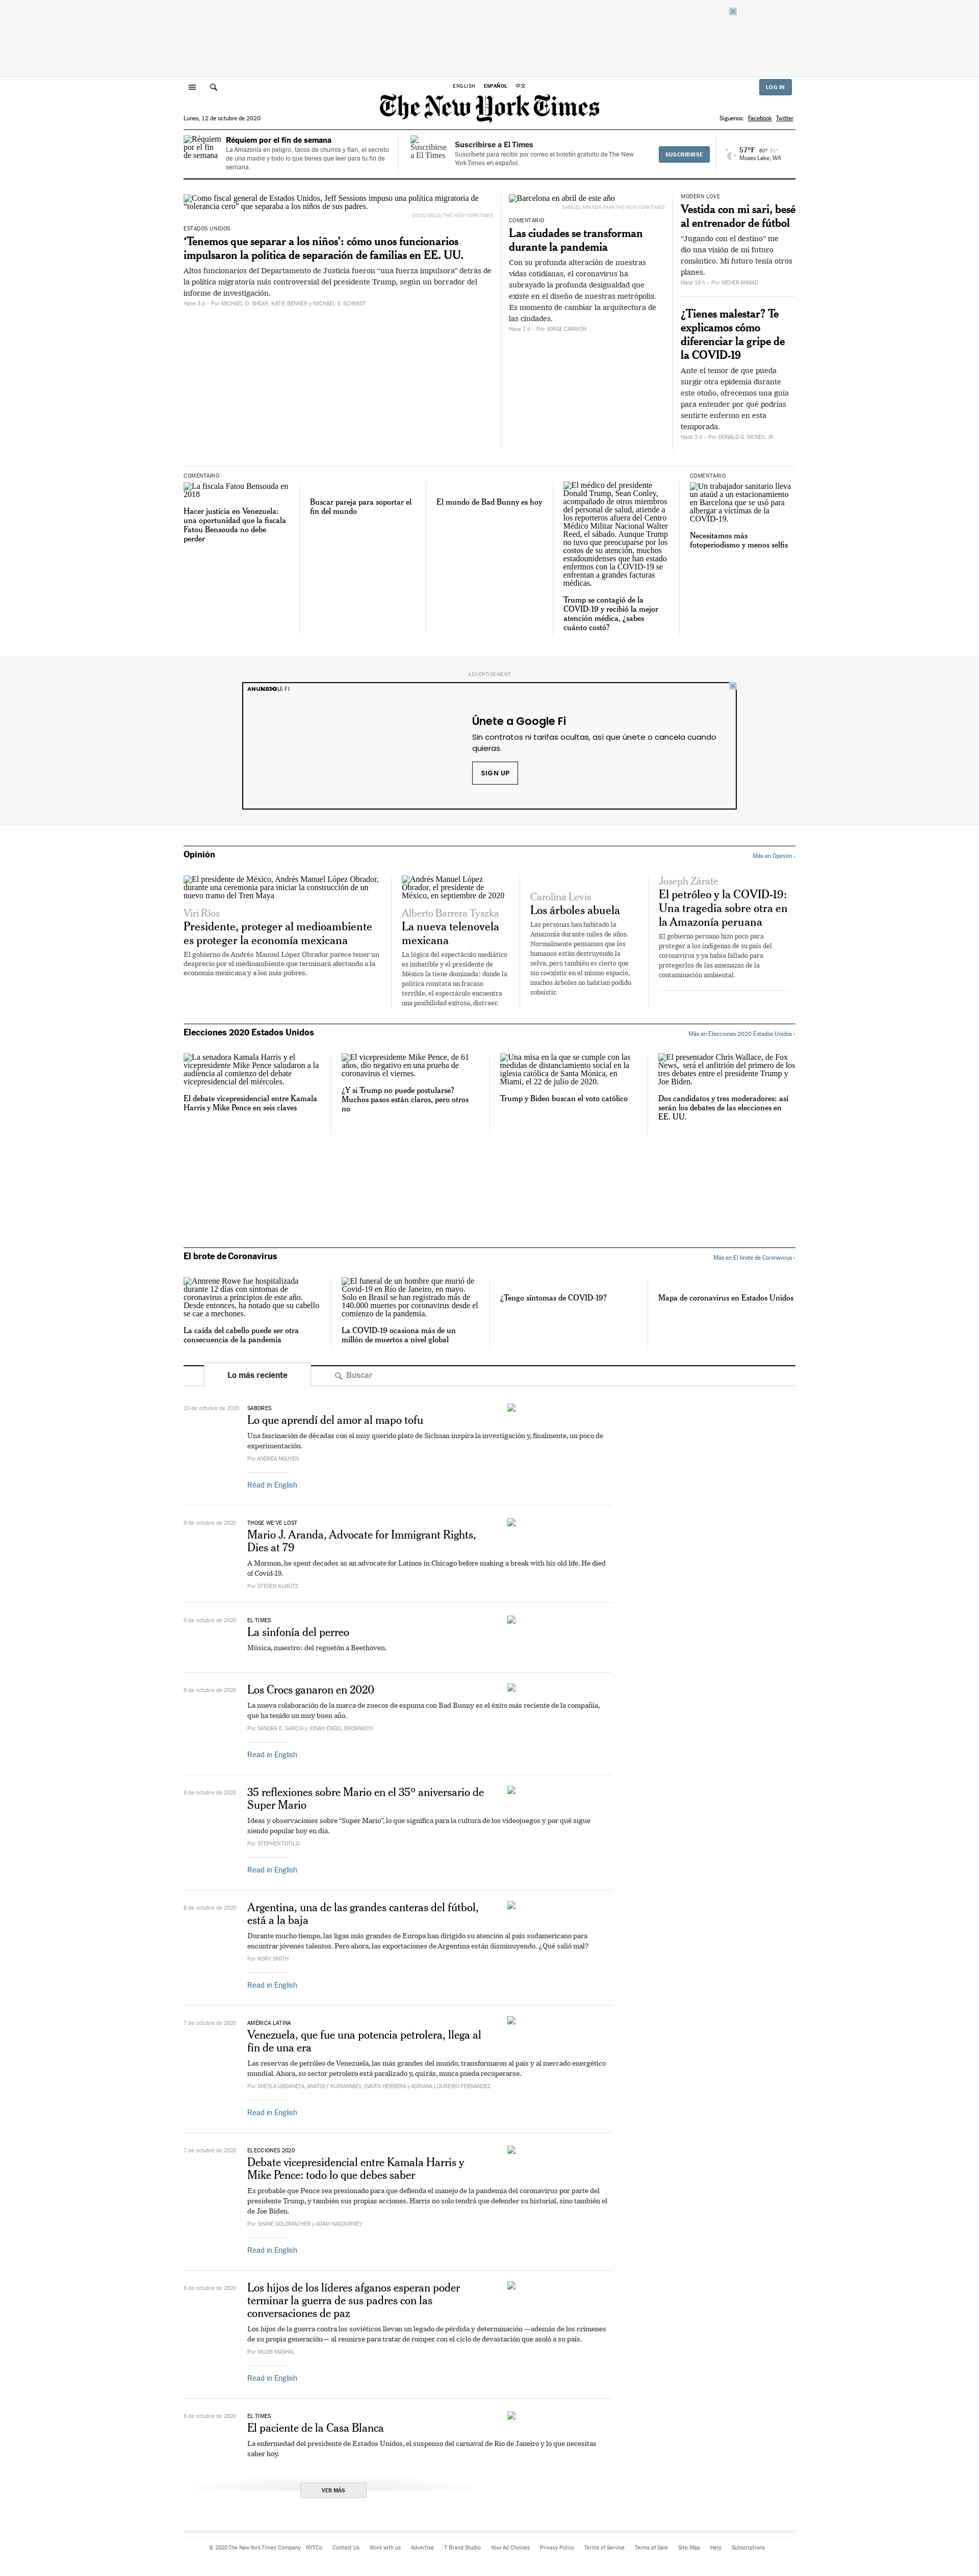 ENGLISH ESPAÑOL 中文
LOG IN
The New York Times
Lunes, 12 de octubre de 2020
Síguenos: Facebook Twitter
Réquiem por el fin de semana
Réquiem por el fin de semana
La Amazonía en peligro, tacos de churros y flan, el secreto de una madre y todo lo que tienes que leer para tu fin de semana.
Suscribirse a El Times
Suscribirse a El Times
Suscríbete para recibir por correo el boletín gratuito de The New York Times en español.
SUSCRIBIRSE
57°F 60° 51°
Moses Lake, WA
Como fiscal general de Estados Unidos, Jeff Sessions impuso una política migratoria de “tolerancia cero” que separaba a los niños de sus padres.
DOUG MILLS/THE NEW YORK TIMES
ESTADOS UNIDOS
‘Tenemos que separar a los niños’: cómo unos funcionarios impulsaron la política de separación de familias en EE. UU.
Altos funcionarios del Departamento de Justicia fueron “una fuerza impulsora” detrás de la política migratoria más controversial del presidente Trump, según un borrador del informe de investigación.
Hace 3 d - Por MICHAEL D. SHEAR, KATIE BENNER y MICHAEL S. SCHMIDT
Barcelona en abril de este año
SAMUEL ARANDA PARA THE NEW YORK TIMES
COMENTARIO
Las ciudades se transforman durante la pandemia
Con su profunda alteración de nuestras vidas cotidianas, el coronavirus ha subrayado la profunda desigualdad que existe en el diseño de nuestras metrópolis. Es momento de cambiar la arquitectura de las ciudades.
Hace 1 d - Por JORGE CARRIÓN
MODERN LOVE
Vestida con mi sari, besé al entrenador de fútbol
“Jugando con el destino” me dio una visión de mi futuro romántico. Mi futuro tenía otros planes.
Hace 19 h - Por MEHER AHMAD
¿Tienes malestar? Te explicamos cómo diferenciar la gripe de la COVID-19
Ante el temor de que pueda surgir otra epidemia durante este otoño, ofrecemos una guía para entender por qué podrías sentirte enfermo en esta temporada.
Hace 3 d - Por DONALD G. MCNEIL JR.
COMENTARIO
La fiscala Fatou Bensouda en 2018
Hacer justicia en Venezuela: una oportunidad que la fiscala Fatou Bensouda no debe perder
Buscar pareja para soportar el fin del mundo
El mundo de Bad Bunny es hoy
El médico del presidente Donald Trump, Sean Conley, acompañado de otros miembros del personal de salud, atiende a los reporteros afuera del Centro Médico Militar Nacional Walter Reed, el sábado. Aunque Trump no tuvo que preocuparse por los costos de su atención, muchos estadounidenses que han estado enfermos con la COVID-19 se enfrentan a grandes facturas médicas.
Trump se contagió de la COVID-19 y recibió la mejor atención médica, ¿sabes cuánto costó?
COMENTARIO
Un trabajador sanitario lleva un ataúd a un estacionamiento en Barcelona que se usó para albergar a víctimas de la COVID-19.
Necesitamos más fotoperiodismo y menos selfis
ADVERTISEMENT
ANUNCIO
GOOGLE FI
Únete a Google Fi
Sin contratos ni tarifas ocultas, así que únete o cancela cuando quieras.
SIGN UP
Opinión
Más en Opinión ›
El presidente de México, Andrés Manuel López Obrador, durante una ceremonia para iniciar la construcción de un nuevo tramo del Tren Maya
Viri Ríos
Presidente, proteger al medioambiente es proteger la economía mexicana
El gobierno de Andrés Manuel López Obrador parece tener un desprecio por el medioambiente que terminará afectando a la economía mexicana y a los más pobres.
Andrés Manuel López Obrador, el presidente de México, en septiembre de 2020
Alberto Barrera Tyszka
La nueva telenovela mexicana
La lógica del espectáculo mediático es imbatible y el presidente de México la tiene dominada: donde la política constata un fracaso terrible, el espectáculo encuentra una posibilidad exitosa, distraer.
Carolina Levis
Los árboles abuela
Las personas han habitado la Amazonía durante miles de años. Normalmente pensamos que los humanos están destruyendo la selva, pero también es cierto que sin coexistir en el mismo espacio, muchos árboles no habrían podido subsistir.
Joseph Zárate
El petróleo y la COVID-19: Una tragedia sobre otra en la Amazonía peruana
El gobierno peruano hizo poco para proteger a los indígenas de su país del coronavirus y ya había fallado para protegerlos de las amenazas de la contaminación ambiental.
Elecciones 2020 Estados Unidos
Más en Elecciones 2020 Estados Unidos ›
La senadora Kamala Harris y el vicepresidente Mike Pence saludaron a la audiencia al comienzo del debate vicepresidencial del miércoles.
El debate vicepresidencial entre Kamala Harris y Mike Pence en seis claves
El vicepresidente Mike Pence, de 61 años, dio negativo en una prueba de coronavirus el viernes.
¿Y si Trump no puede postularse? Muchos pasos están claros, pero otros no
Una misa en la que se cumple con las medidas de distanciamiento social en la iglesia católica de Santa Mónica, en Miami, el 22 de julio de 2020.
Trump y Biden buscan el voto católico
El presentador Chris Wallace, de Fox News, será el anfitrión del primero de los tres debates entre el presidente Trump y Joe Biden.
Dos candidatos y tres moderadores: así serán los debates de las elecciones en EE. UU.
El brote de Coronavirus
Más en El brote de Coronavirus ›
Annrene Rowe fue hospitalizada durante 12 días con síntomas de coronavirus a principios de este año. Desde entonces, ha notado que su cabello se cae a mechones.
La caída del cabello puede ser otra consecuencia de la pandemia
El funeral de un hombre que murió de Covid-19 en Río de Janeiro, en mayo. Solo en Brasil se han registrado más de 140.000 muertes por coronavirus desde el comienzo de la pandemia.
La COVID-19 ocasiona más de un millón de muertos a nivel global
¿Tengo síntomas de COVID-19?
Mapa de coronavirus en Estados Unidos
Lo más reciente
Buscar
10 de octubre de 2020
SABORES
Lo que aprendí del amor al mapo tofu
Una fascinación de décadas con el muy querido plato de Sichuan inspira la investigación y, finalmente, un poco de experimentación.
Por ANDREA NGUYEN
Read in English
9 de octubre de 2020
THOSE WE'VE LOST
Mario J. Aranda, Advocate for Immigrant Rights, Dies at 79
A Mormon, he spent decades as an advocate for Latinos in Chicago before making a break with his old life. He died of Covid-19.
Por STEVEN KURUTZ
9 de octubre de 2020
EL TIMES
La sinfonía del perreo
Música, maestro: del reguetón a Beethoven.
9 de octubre de 2020
Los Crocs ganaron en 2020
La nueva colaboración de la marca de zuecos de espuma con Bad Bunny es el éxito más reciente de la compañía, que ha tenido un muy buen año.
Por SANDRA E. GARCIA y JONAH ENGEL BROMWICH
Read in English
8 de octubre de 2020
35 reflexiones sobre Mario en el 35º aniversario de Super Mario
Ideas y observaciones sobre “Super Mario”, lo que significa para la cultura de los videojuegos y por qué sigue siendo popular hoy en día.
Por STEPHEN TOTILO
Read in English
8 de octubre de 2020
Argentina, una de las grandes canteras del fútbol, está a la baja
Durante mucho tiempo, las ligas más grandes de Europa han dirigido su atención al país sudamericano para encontrar jóvenes talentos. Pero ahora, las exportaciones de Argentina están disminuyendo. ¿Qué salió mal?
Por RORY SMITH
Read in English
7 de octubre de 2020
AMÉRICA LATINA
Venezuela, que fue una potencia petrolera, llega al fin de una era
Las reservas de petróleo de Venezuela, las más grandes del mundo, transformaron al país y al mercado energético mundial. Ahora, su sector petrolero está paralizado y, quizás, nunca pueda recuperarse.
Por SHEYLA URDANETA, ANATOLY KURMANAEV, ISAYEN HERRERA y ADRIANA LOUREIRO FERNANDEZ
Read in English
7 de octubre de 2020
ELECCIONES 2020
Debate vicepresidencial entre Kamala Harris y Mike Pence: todo lo que debes saber
Es probable que Pence sea presionado para que defienda el manejo de la pandemia del coronavirus por parte del presidente Trump, y también sus propias acciones. Harris no solo tendrá que defender su historial, sino también el de Joe Biden.
Por SHANE GOLDMACHER y ADAM NAGOURNEY
Read in English
6 de octubre de 2020
Los hijos de los líderes afganos esperan poder terminar la guerra de sus padres con las conversaciones de paz
Los hijos de la guerra contra los soviéticos llevan un legado de pérdida y determinación —además de los crímenes de su propia generación— al reunirse para tratar de romper con el ciclo de devastación que asoló a su país.
Por MUJIB MASHAL
Read in English
6 de octubre de 2020
EL TIMES
El paciente de la Casa Blanca
La enfermedad del presidente de Estados Unidos, el suspenso del carnaval de Río de Janeiro y lo que necesitas saber hoy.
VER MÁS
© 2020 The New York Times Company NYTCo Contact Us Work with us Advertise T Brand Studio Your Ad Choices Privacy Policy Terms of Service Terms of Sale Site Map Help Subscriptions